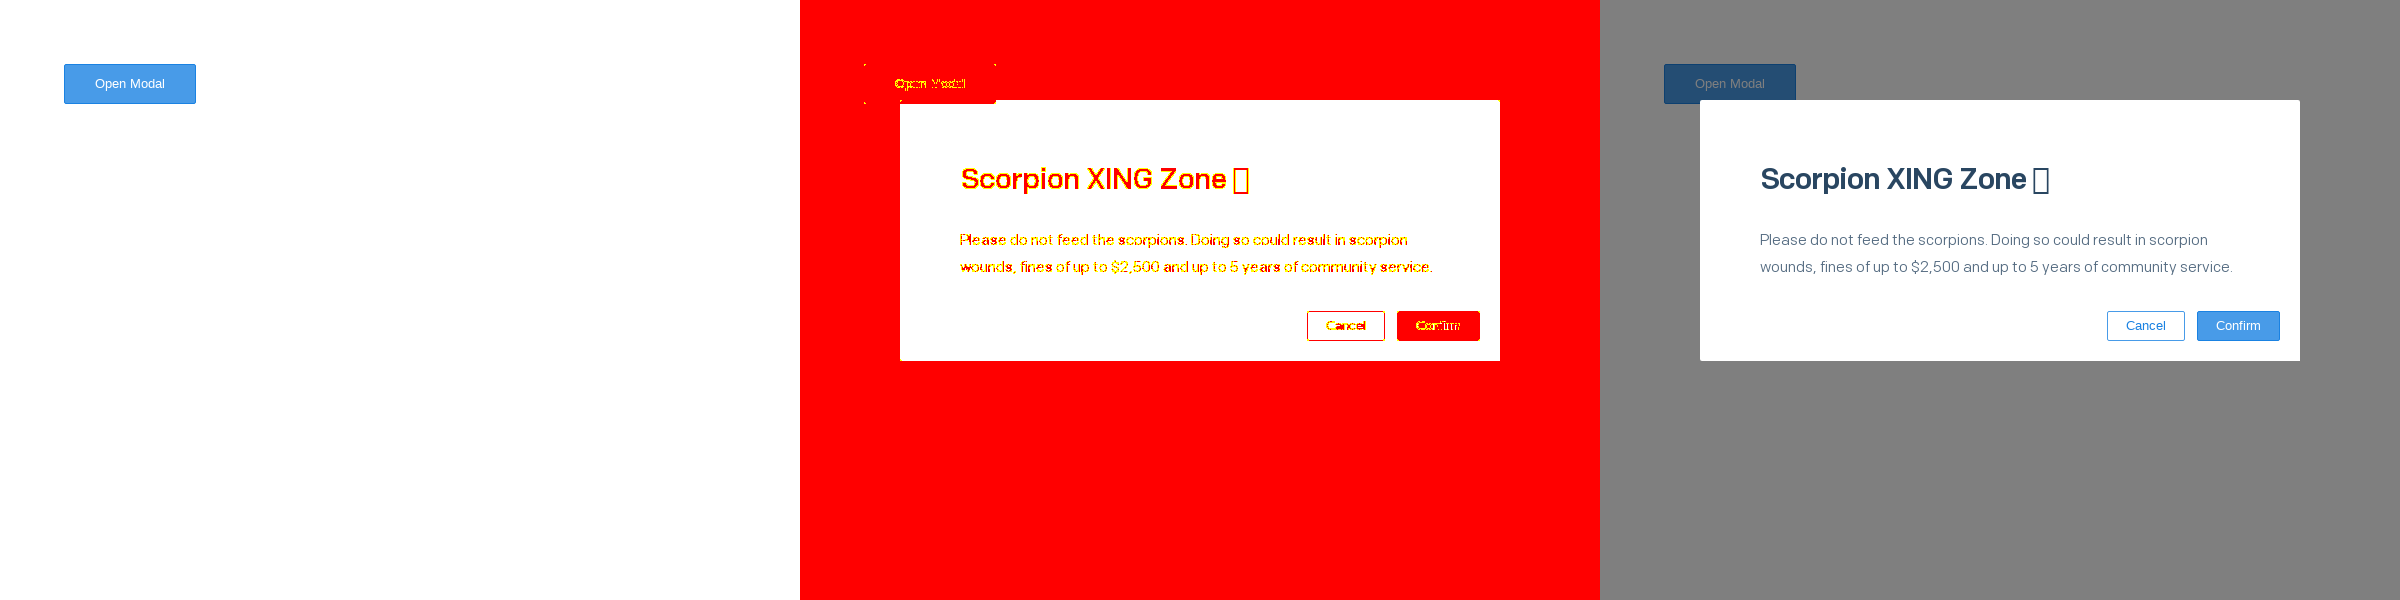 Open Modal
Open Modal
Scorpion XING Zone
Please do not feed the scorpions. Doing so could result in scorpion
wounds, fines of up to $2,500 and up to 5 years of community service.
Cancel
Confirm
Open Modal
Scorpion XING Zone
Please do not feed the scorpions. Doing so could result in scorpion
wounds, fines of up to $2,500 and up to 5 years of community service.
Cancel
Confirm